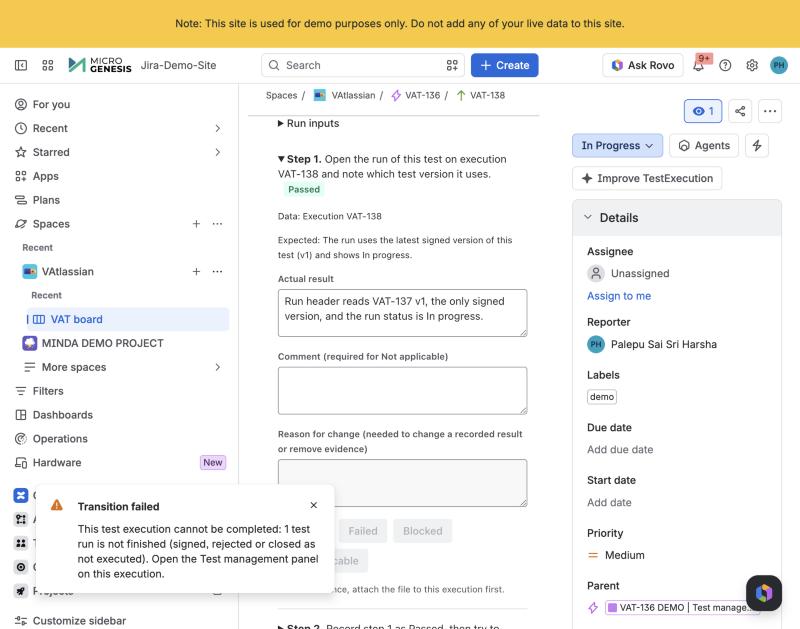 Note: This site is used for demo purposes only. Do not add any of your live data to this site.
MICRO
GENESIS
Jira-Demo-Site
Search
Create
Ask Rovo
9+
PH
For you
Recent
Starred
Apps
Plans
Spaces
Recent
VAtlassian
Recent
VAT board
MINDA DEMO PROJECT
More spaces
Filters
Dashboards
Operations
Hardware
New
Customize sidebar
Spaces / VAtlassian / VAT-136 / VAT-138
Run inputs
Step 1. Open the run of this test on execution
VAT-138 and note which test version it uses.
Passed
Data: Execution VAT-138
Expected: The run uses the latest signed version of this
test (v1) and shows In progress.
Actual result
Run header reads VAT-137 v1, the only signed
version, and the run status is In progress.
Comment (required for Not applicable)
Reason for change (needed to change a recorded result
or remove evidence)
Failed
Blocked
attach the file to this execution first.
Step 2. Record step 1 as Passed, then try to
Transition failed
This test execution cannot be completed: 1 test
run is not finished (signed, rejected or closed as
not executed). Open the Test management panel
on this execution.
1
In Progress
Agents
Improve TestExecution
Details
Assignee
Unassigned
Assign to me
Reporter
PH
Palepu Sai Sri Harsha
Labels
demo
Due date
Add due date
Start date
Add date
Priority
Medium
Parent
VAT-136 DEMO | Test manage...